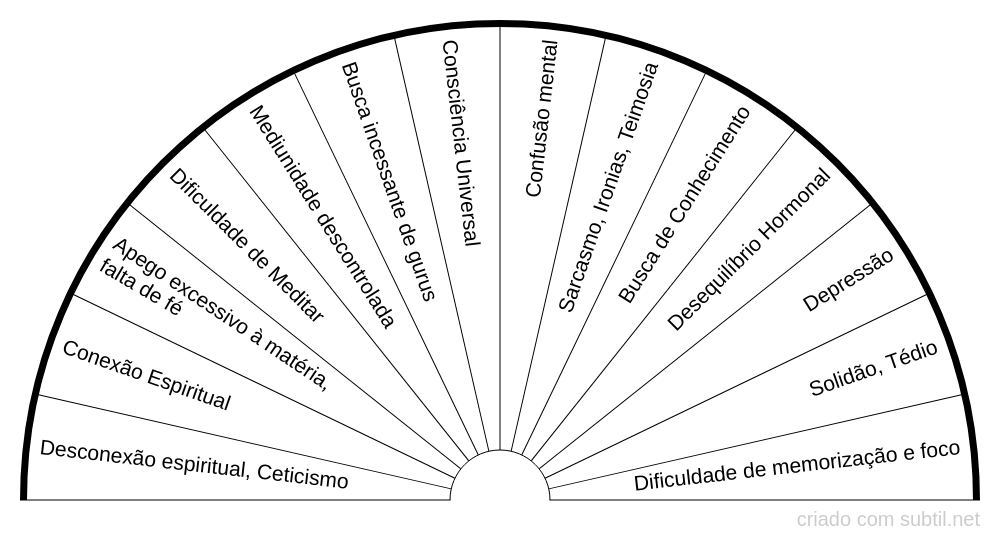 Desconexão espiritual, Ceticismo
Conexão Espiritual
Apego excessivo à matéria,
falta de fé
Dificuldade de Meditar
Mediunidade descontrolada
Busca incessante de gurus
Consciência Universal
Confusão mental
Sarcasmo, Ironias, Teimosia
Busca de Conhecimento
Desequilíbrio Hormonal
Depressão
Solidão, Tédio
Dificuldade de memorização e foco
criado com subtil.net